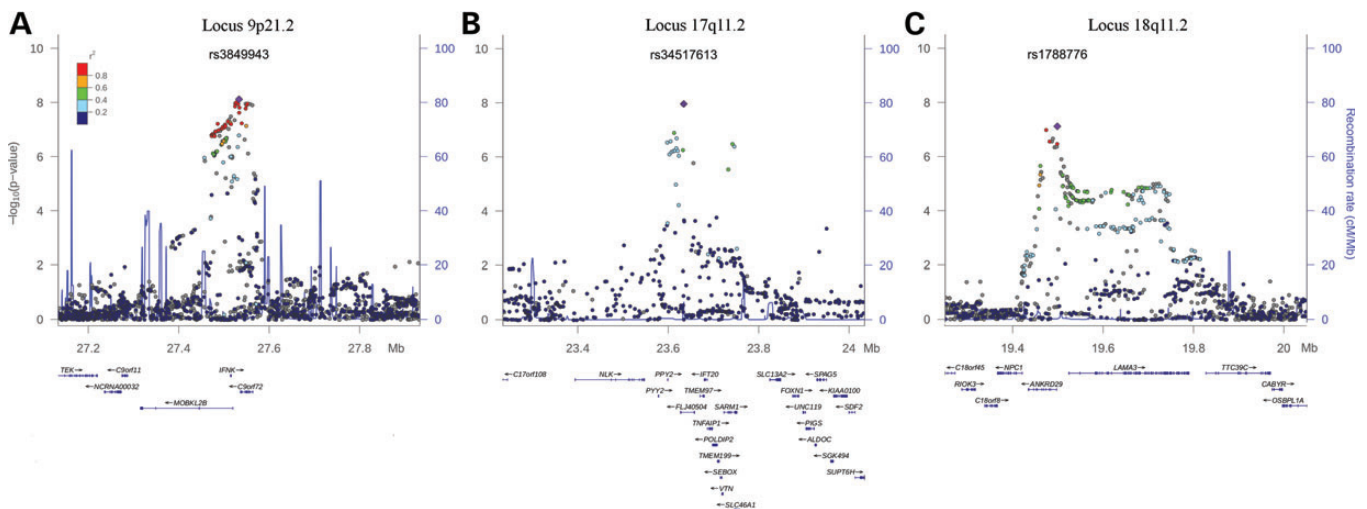 A
Locus 9p21.2
rs3849943
r²
0.8
0.6
0.4
0.2
−log10(p-value)
10
8
6
4
2
0
100
80
60
40
20
0
27.2
27.4
27.6
27.8
Mb
TEK→
←C9orf11
IFNK→
←NCRNA00032
←C9orf72
←MOBKL2B
B
Locus 17q11.2
rs34517613
10
8
6
4
2
0
100
80
60
40
20
0
23.4
23.6
23.8
24
Mb
←C17orf108
NLK→
PPY2→
←IFT20
SLC13A2→
←SPAG5
PYY2→
TMEM97→
FOXN1→
←KIAA0100
←FLJ40504
←SARM1
←UNC119
←SDF2
TNFAIP1→
←PIGS
←POLDIP2
←ALDOC
TMEM199→
←SGK494
←SEBOX
SUPT6H→
←VTN
←SLC46A1
C
Locus 18q11.2
rs1788776
10
8
6
4
2
0
100
80
60
40
20
0
Recombination rate (cM/Mb)
19.4
19.6
19.8
20
Mb
←C18orf45
←NPC1
LAMA3→
TTC39C→
RIOK3→
←ANKRD29
CABYR→
C18orf8→
←OSBPL1A